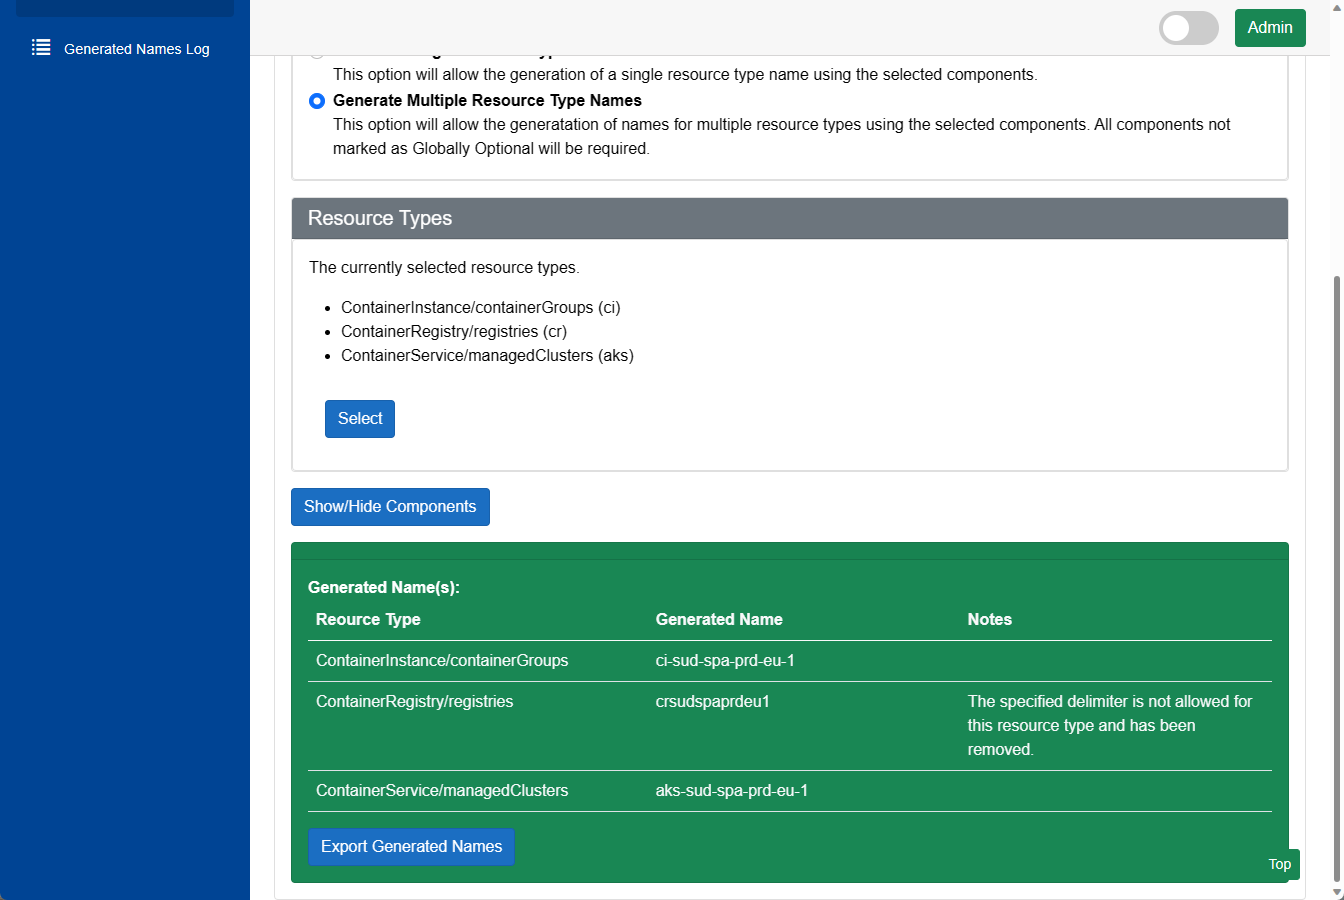 Generated Names Log
Admin
This option will allow the generation of a single resource type name using the selected components.
Generate Multiple Resource Type Names
This option will allow the generatation of names for multiple resource types using the selected components. All components not
marked as Globally Optional will be required.
Resource Types
The currently selected resource types.
ContainerInstance/containerGroups (ci)
ContainerRegistry/registries (cr)
ContainerService/managedClusters (aks)
Select
Show/Hide Components
Generated Name(s):
Reource Type Generated Name Notes
ContainerInstance/containerGroups ci-sud-spa-prd-eu-1
ContainerRegistry/registries crsudspaprdeu1 The specified delimiter is not allowed for
this resource type and has been
removed.
ContainerService/managedClusters aks-sud-spa-prd-eu-1
Export Generated Names
Top